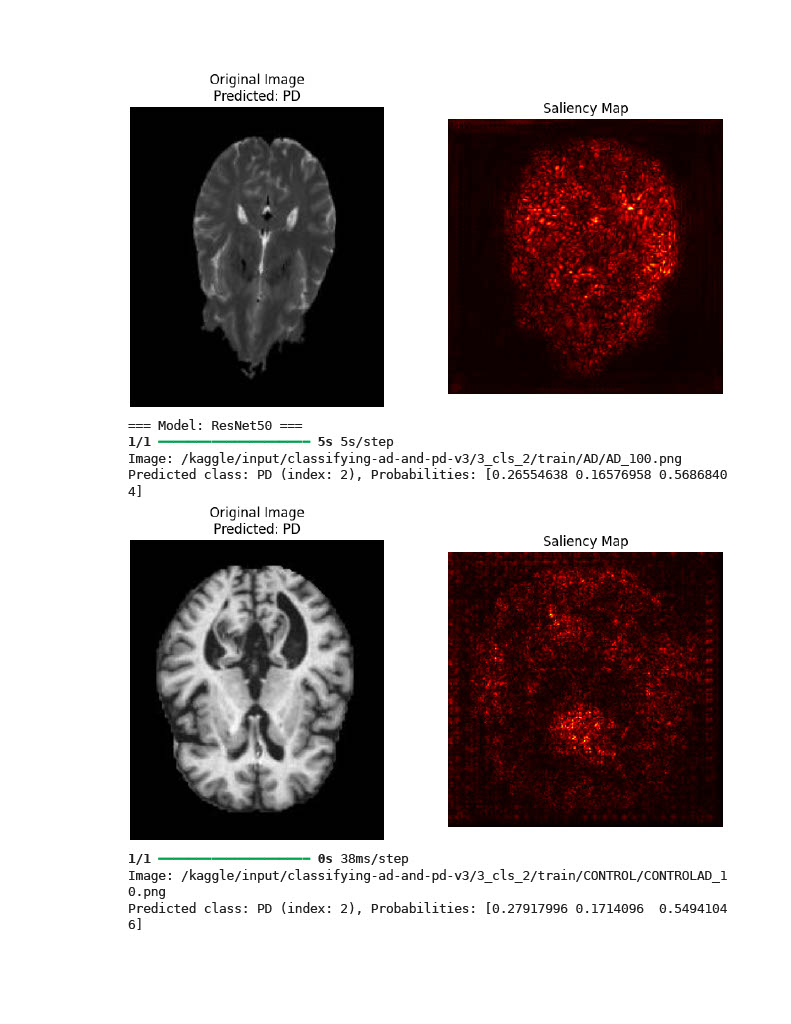 Original Image
Predicted: PD
Saliency Map
=== Model: ResNet50 ===
1/1 ━━━━━━━━━━━━━━━━━━━━ 5s 5s/step
Image: /kaggle/input/classifying-ad-and-pd-v3/3_cls_2/train/AD/AD_100.png
Predicted class: PD (index: 2), Probabilities: [0.26554638 0.16576958 0.5686840
4]
Original Image
Predicted: PD
Saliency Map
1/1 ━━━━━━━━━━━━━━━━━━━━ 0s 38ms/step
Image: /kaggle/input/classifying-ad-and-pd-v3/3_cls_2/train/CONTROL/CONTROLAD_1
0.png
Predicted class: PD (index: 2), Probabilities: [0.27917996 0.1714096  0.5494104
6]